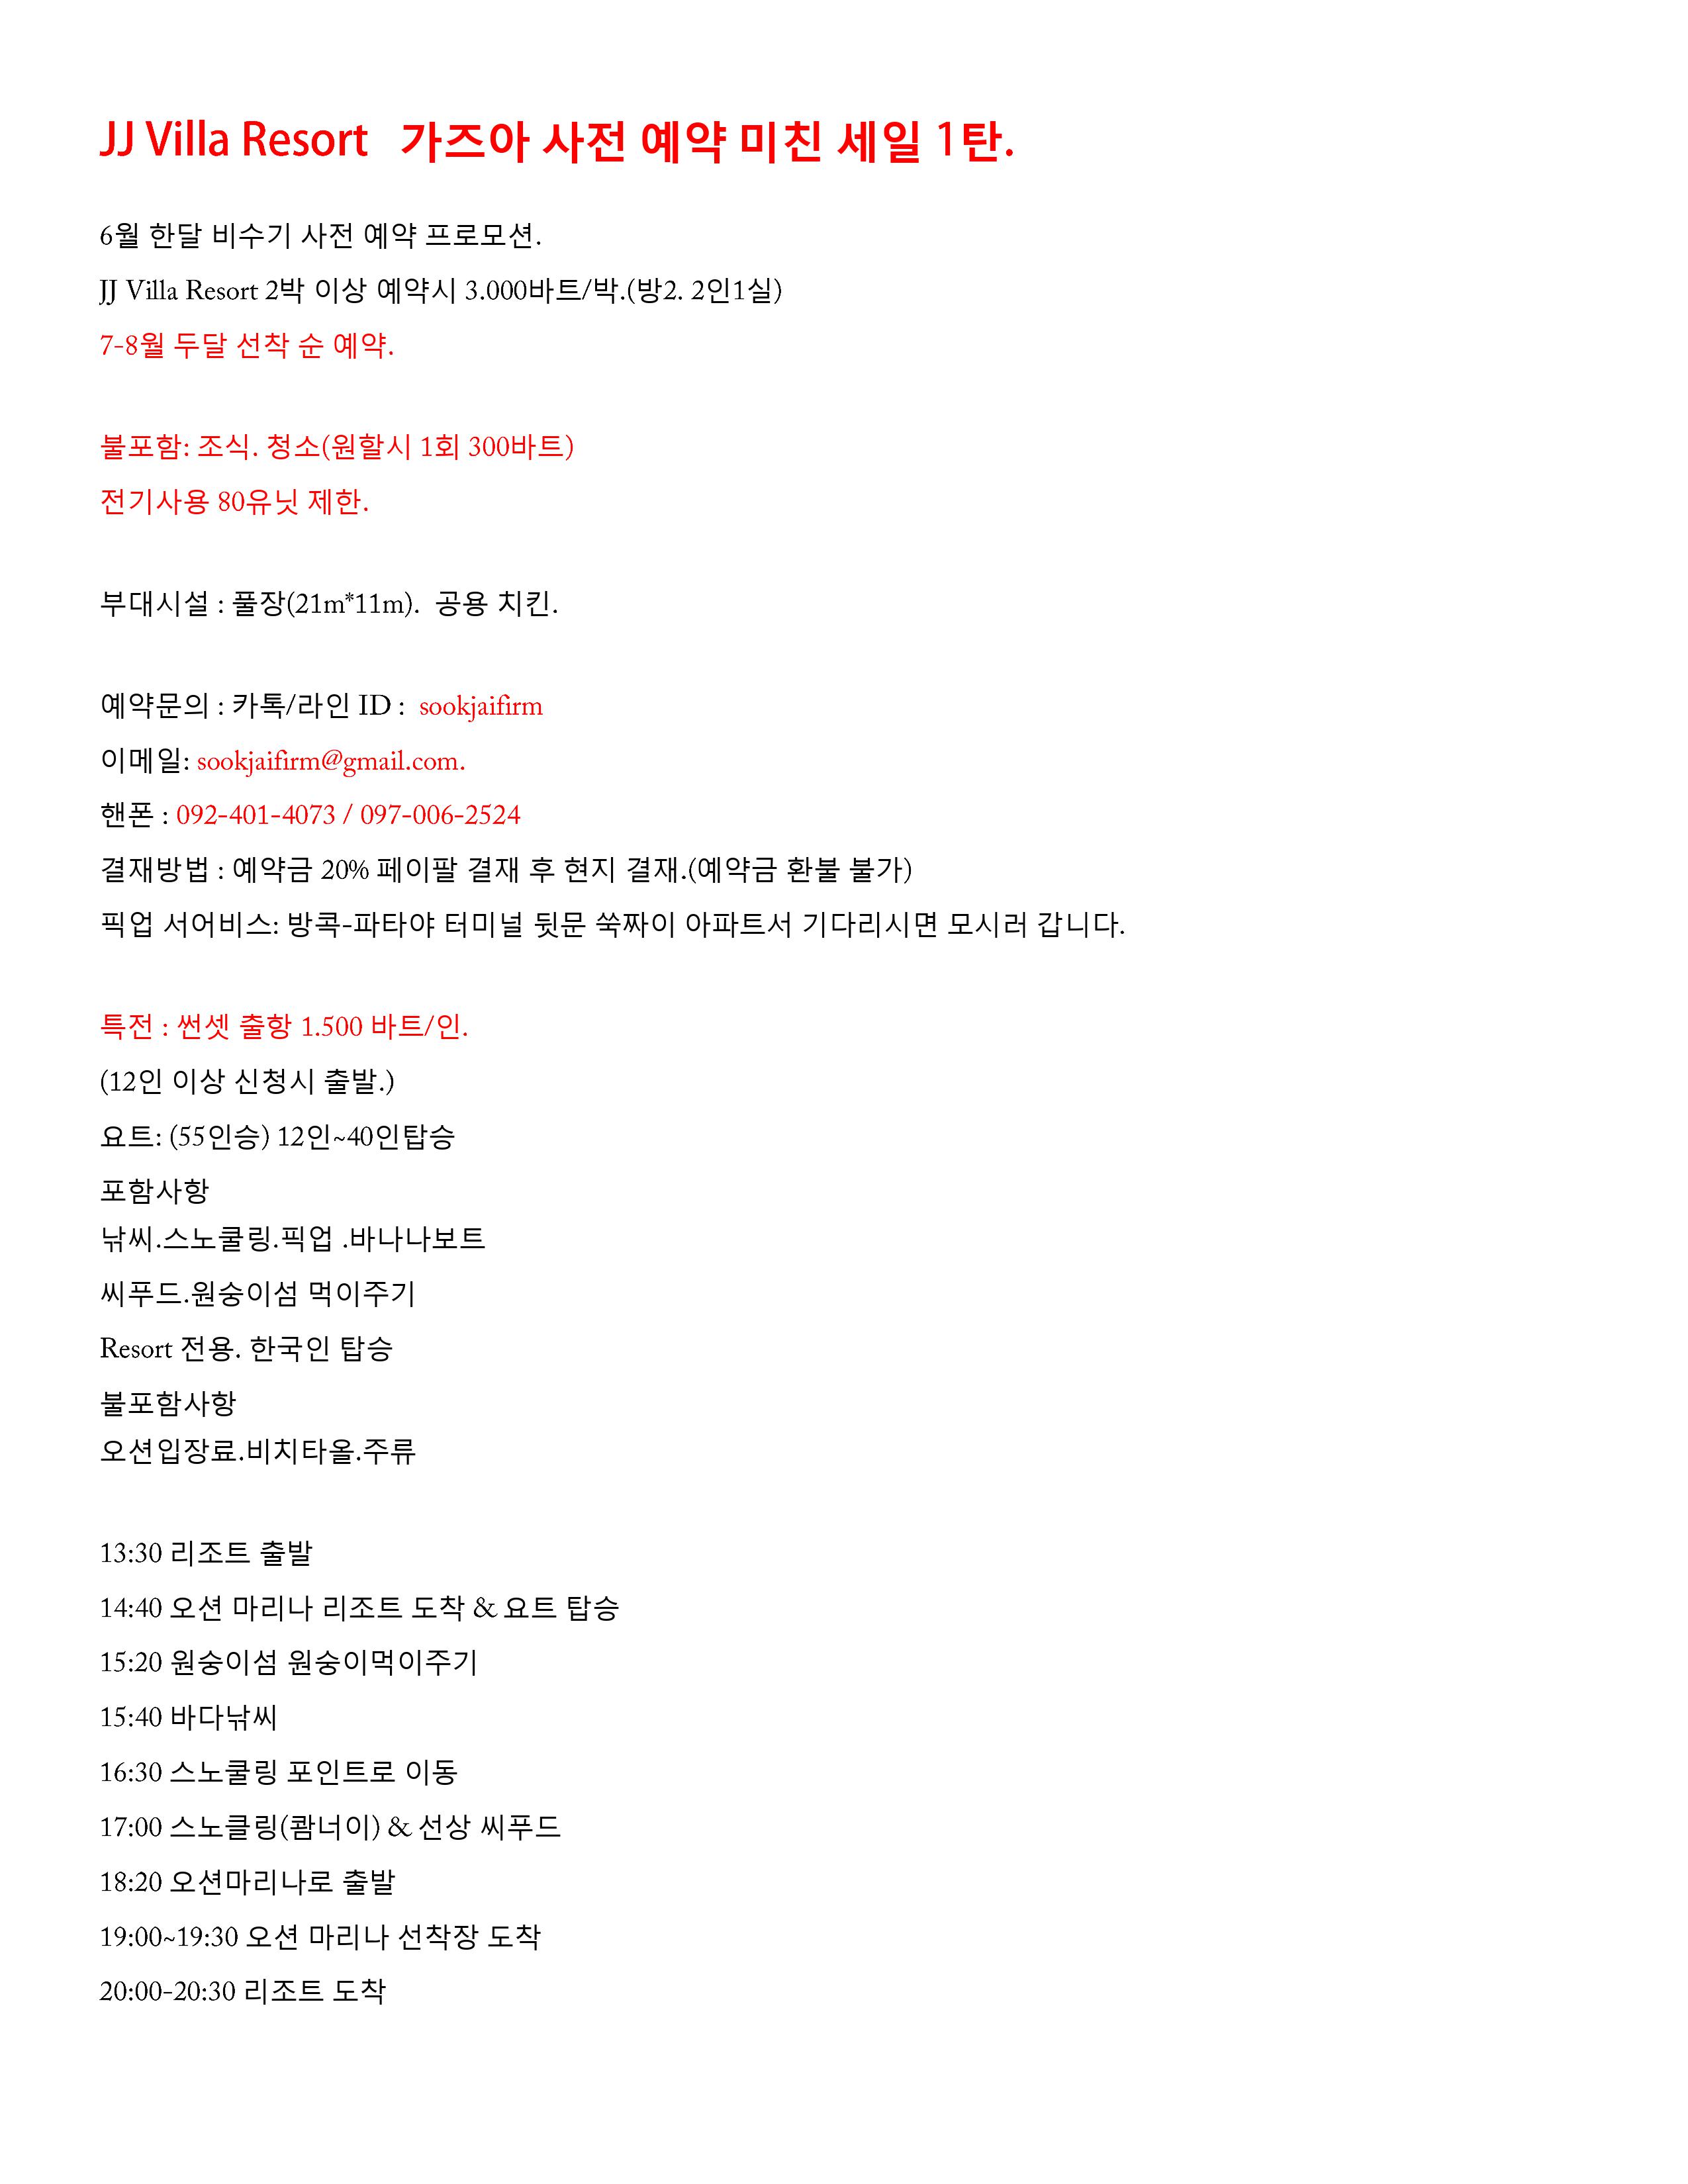 JJ Villa Resort 가즈아 사전 예약 미친 세일 1탄.
6월 한달 비수기 사전 예약 프로모션.
JJ Villa Resort 2박 이상 예약시 3.000바트/박.(방2. 2인1실)
7-8월 두달 선착 순 예약.
불포함: 조식. 청소(원할시 1회 300바트)
전기사용 80유닛 제한.
부대시설 : 풀장(21m*11m). 공용 치킨.
예약문의 : 카톡/라인 ID : sookjaifirm
이메일: sookjaifirm@gmail.com.
핸폰 : 092-401-4073 / 097-006-2524
결재방법 : 예약금 20% 페이팔 결재 후 현지 결재.(예약금 환불 불가)
픽업 서어비스: 방콕-파타야 터미널 뒷문 쑥짜이 아파트서 기다리시면 모시러 갑니다.
특전 : 썬셋 출항 1.500 바트/인.
(12인 이상 신청시 출발.)
요트: (55인승) 12인~40인탑승
포함사항
낚씨.스노쿨링.픽업 .바나나보트
씨푸드.원숭이섬 먹이주기
Resort 전용. 한국인 탑승
불포함사항
오션입장료.비치타올.주류
13:30 리조트 출발
14:40 오션 마리나 리조트 도착 & 요트 탑승
15:20 원숭이섬 원숭이먹이주기
15:40 바다낚씨
16:30 스노쿨링 포인트로 이동
17:00 스노클링(쾀너이) & 선상 씨푸드
18:20 오션마리나로 출발
19:00~19:30 오션 마리나 선착장 도착
20:00-20:30 리조트 도착